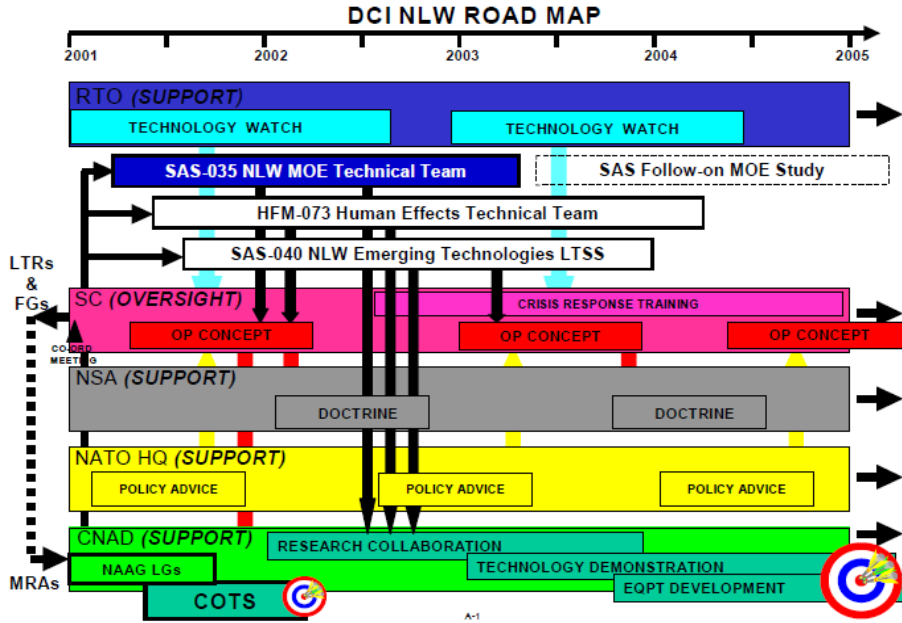 DCI NLW ROAD MAP
2001 2002 2003 2004 2005
RTO (SUPPORT)
TECHNOLOGY WATCH
TECHNOLOGY WATCH
SAS-035 NLW MOE Technical Team
SAS Follow-on MOE Study
HFM-073 Human Effects Technical Team
SAS-040 NLW Emerging Technologies LTSS
LTRs
&
FGs
SC (OVERSIGHT)
CRISIS RESPONSE TRAINING
OP CONCEPT
OP CONCEPT
OP CONCEPT
CO-ORD
MEETING
NSA (SUPPORT)
DOCTRINE
DOCTRINE
NATO HQ (SUPPORT)
POLICY ADVICE
POLICY ADVICE
POLICY ADVICE
CNAD (SUPPORT)
RESEARCH COLLABORATION
NAAG LGs
TECHNOLOGY DEMONSTRATION
MRAs
EQPT DEVELOPMENT
COTS
A-1